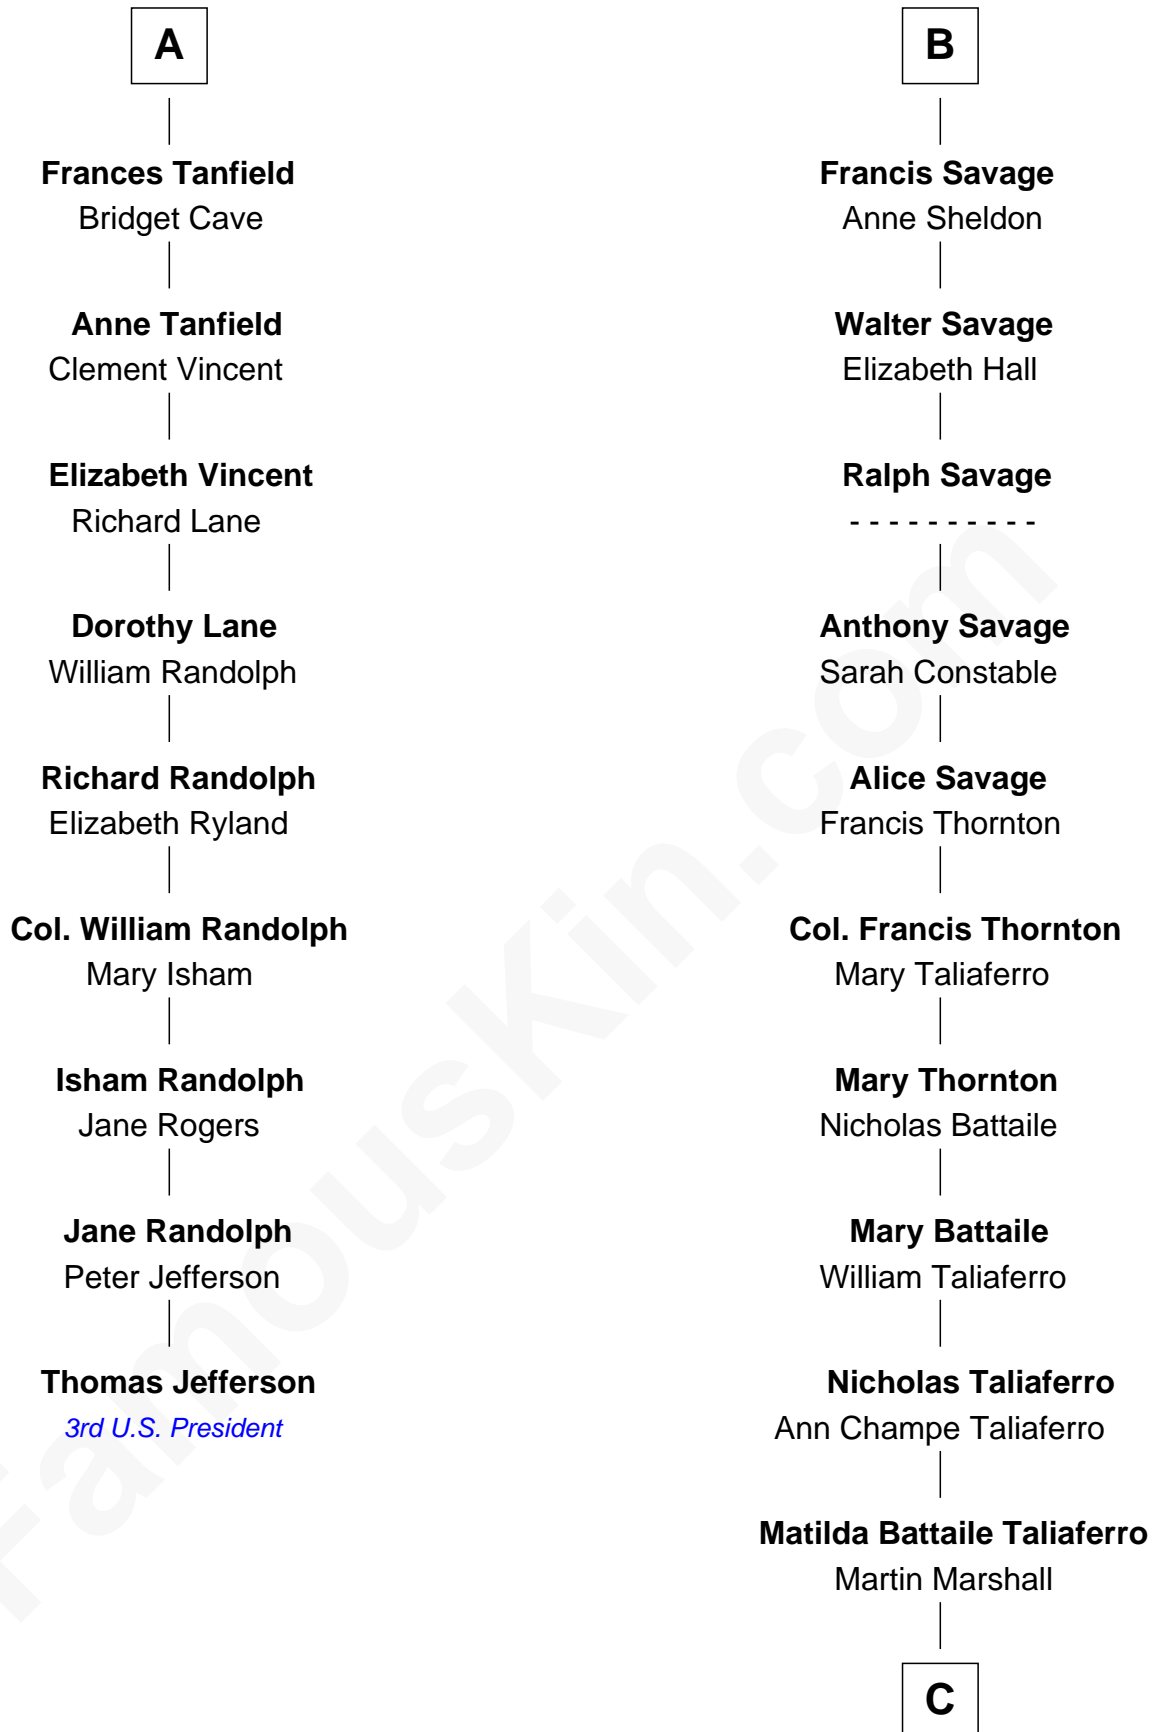 A
Frances Tanfield
Bridget Cave
Anne Tanfield
Clement Vincent
Elizabeth Vincent
Richard Lane
Dorothy Lane
William Randolph
Richard Randolph
Elizabeth Ryland
Col. William Randolph
Mary Isham
Isham Randolph
Jane Rogers
Jane Randolph
Peter Jefferson
Thomas Jefferson
3rd U.S. President
B
Francis Savage
Anne Sheldon
Walter Savage
Elizabeth Hall
Ralph Savage
- - - - - - - - - -
Anthony Savage
Sarah Constable
Alice Savage
Francis Thornton
Col. Francis Thornton
Mary Taliaferro
Mary Thornton
Nicholas Battaile
Mary Battaile
William Taliaferro
Nicholas Taliaferro
Ann Champe Taliaferro
Matilda Battaile Taliaferro
Martin Marshall
C
FamousKin.com